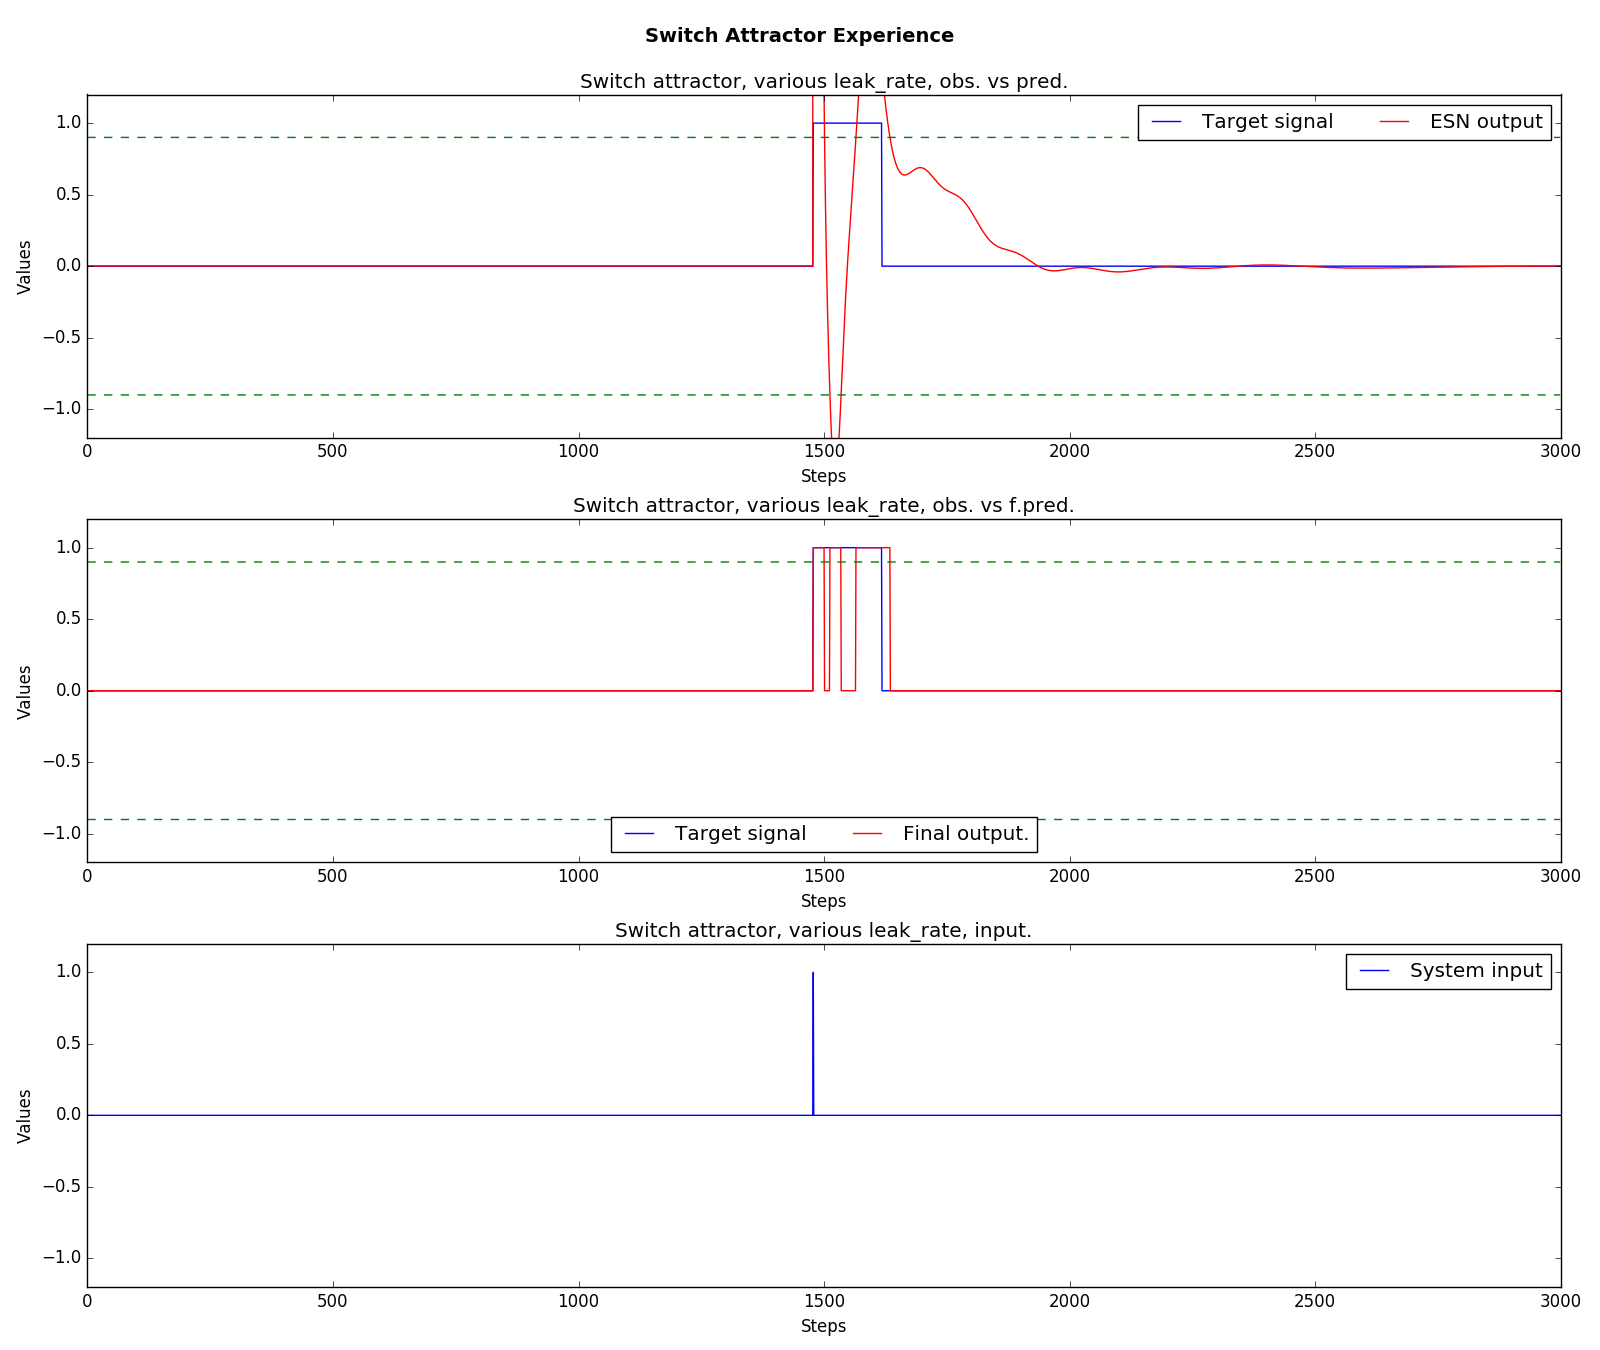 Switch Attractor Experience
Switch attractor, various leak_rate, obs. vs pred.
Target signal ESN output
Values
1.0
0.5
0.0
−0.5
−1.0
0 500 1000 1500 2000 2500 3000
Steps
Switch attractor, various leak_rate, obs. vs f.pred.
Values
1.0
0.5
0.0
−0.5
−1.0
Target signal Final output.
0 500 1000 1500 2000 2500 3000
Steps
Switch attractor, various leak_rate, input.
System input
Values
1.0
0.5
0.0
−0.5
−1.0
0 500 1000 1500 2000 2500 3000
Steps